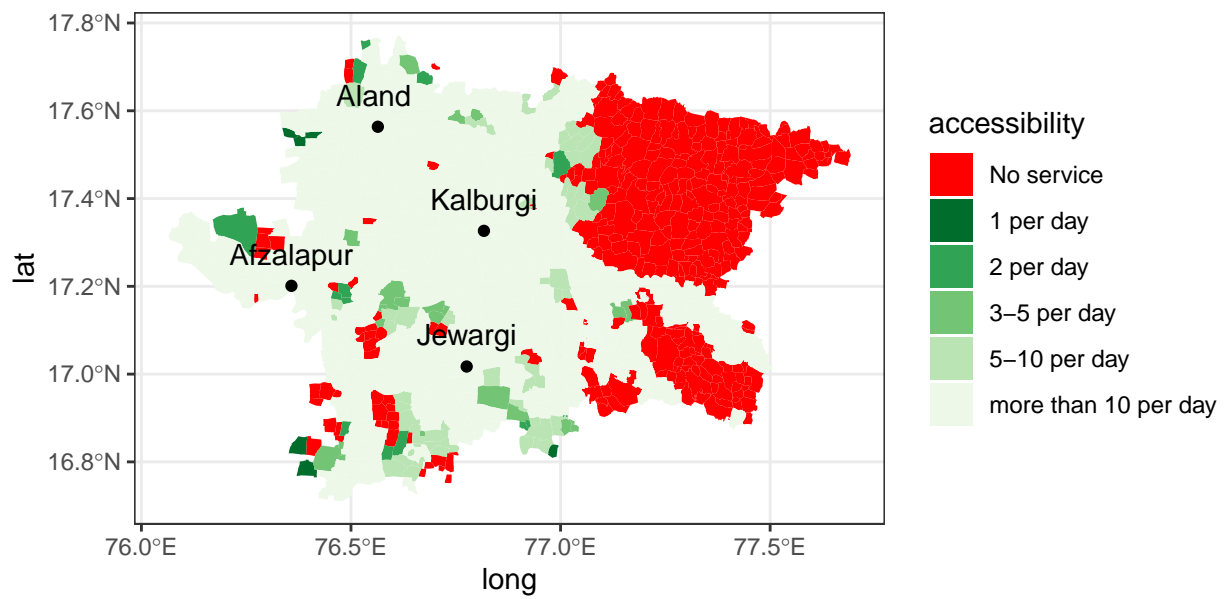 17.8°N
17.6°N
17.4°N
17.2°N
17.0°N
16.8°N
lat
Aland
Kalburgi
Afzalapur
Jewargi
76.0°E
76.5°E
77.0°E
77.5°E
long
accessibility
No service
1 per day
2 per day
3–5 per day
5–10 per day
more than 10 per day